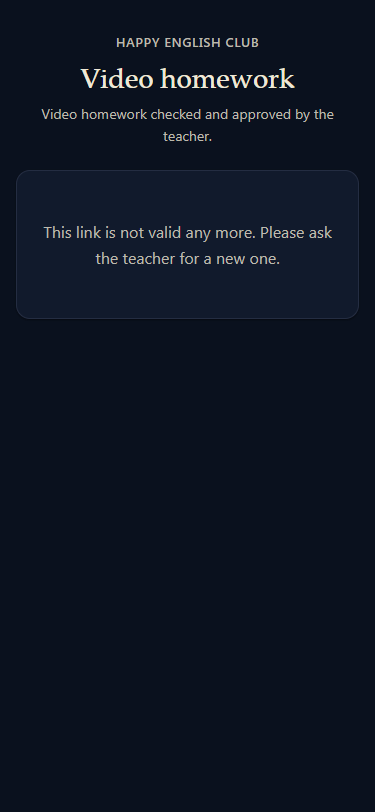 HAPPY ENGLISH CLUB
Video homework
Video homework checked and approved by the
teacher.
This link is not valid any more. Please ask
the teacher for a new one.